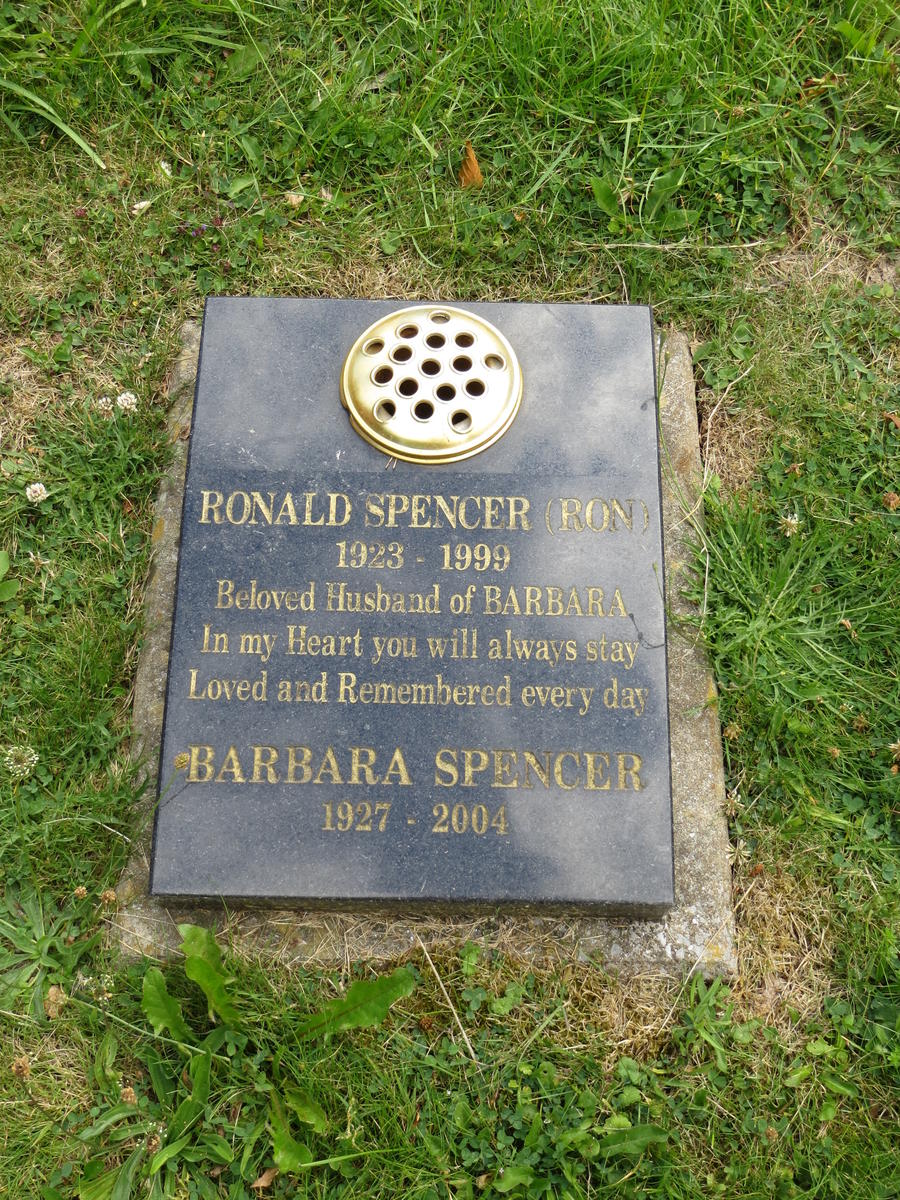 RONALD SPENCER (RON)
1923 - 1999
Beloved Husband of BARBARA
In my Heart you will always stay
Loved and Remembered every day
BARBARA SPENCER
1927 - 2004